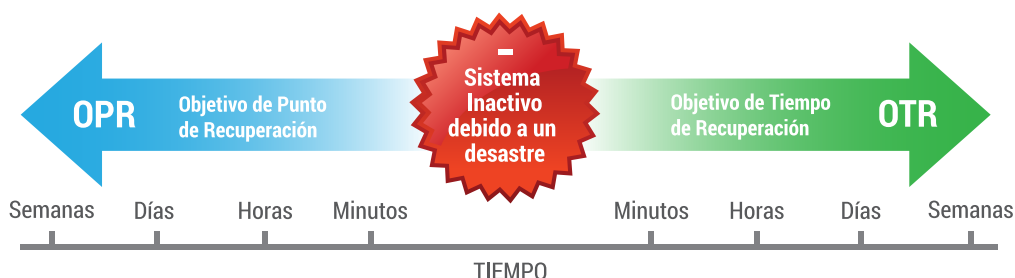 OPR
Objetivo de Punto
de Recuperación
Sistema
Inactivo
debido a un
desastre
Objetivo de Tiempo
de Recuperación
OTR
Semanas Días Horas Minutos Minutos Horas Días Semanas
TIEMPO